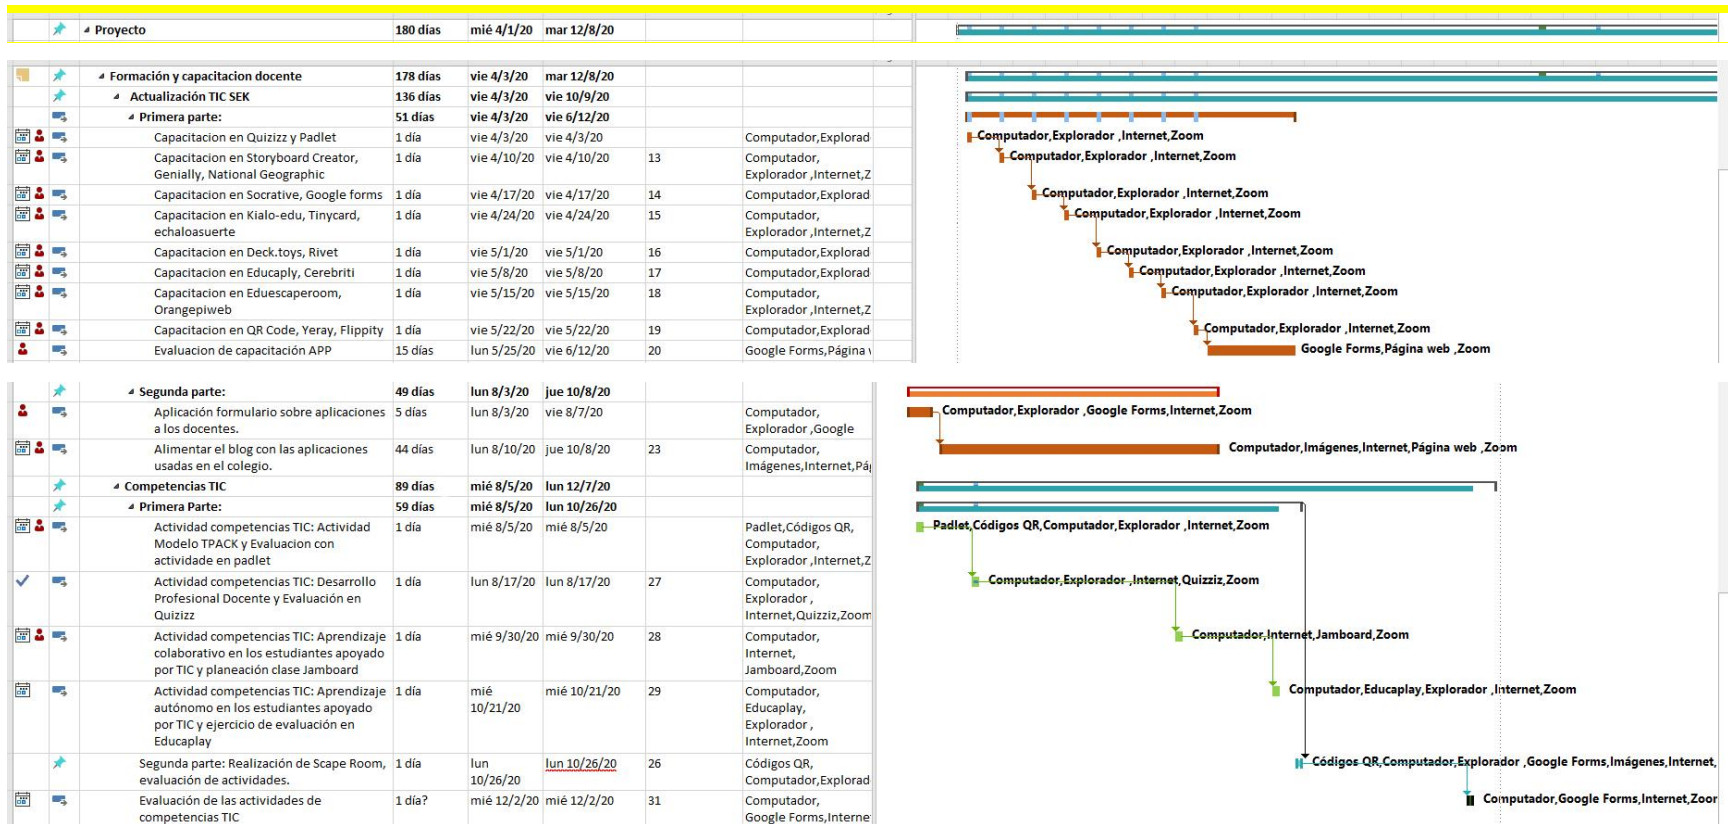 Proyecto 180 días mié 4/1/20 mar 12/8/20
Formación y capacitacion docente 178 días vie 4/3/20 mar 12/8/20
Actualización TIC SEK 136 días vie 4/3/20 vie 10/9/20
Primera parte: 51 días vie 4/3/20 vie 6/12/20
Capacitacion en Quizizz y Padlet 1 día vie 4/3/20 vie 4/3/20 Computador,Explorad Computador,Explorador ,Internet,Zoom
Capacitacion en Storyboard Creator, 1 día vie 4/10/20 vie 4/10/20 13 Computador, Computador,Explorador ,Internet,Zoom
Genially, National Geographic Explorador ,Internet,Z
Capacitacion en Socrative, Google forms 1 día vie 4/17/20 vie 4/17/20 14 Computador,Explorad Computador,Explorador ,Internet,Zoom
Capacitacion en Kialo-edu, Tinycard, 1 día vie 4/24/20 vie 4/24/20 15 Computador, Computador,Explorador ,Internet,Zoom
echaloasuerte Explorador ,Internet,Z
Capacitacion en Deck.toys, Rivet 1 día vie 5/1/20 vie 5/1/20 16 Computador,Explorad Computador,Explorador ,Internet,Zoom
Capacitacion en Educaply, Cerebriti 1 día vie 5/8/20 vie 5/8/20 17 Computador,Explorad Computador,Explorador ,Internet,Zoom
Capacitacion en Eduescaperoom, 1 día vie 5/15/20 vie 5/15/20 18 Computador, Computador,Explorador ,Internet,Zoom
Orangepiweb Explorador ,Internet,Z
Capacitacion en QR Code, Yeray, Flippity 1 día vie 5/22/20 vie 5/22/20 19 Computador,Explorad Computador,Explorador ,Internet,Zoom
Evaluacion de capacitación APP 15 días lun 5/25/20 vie 6/12/20 20 Google Forms,Página Google Forms,Página web ,Zoom
Segunda parte: 49 días lun 8/3/20 jue 10/8/20
Aplicación formulario sobre aplicaciones 5 días lun 8/3/20 vie 8/7/20 Computador, Computador,Explorador ,Google Forms,Internet,Zoom
a los docentes. Explorador ,Google
Alimentar el blog con las aplicaciones 44 días lun 8/10/20 jue 10/8/20 23 Computador, Computador,Imágenes,Internet,Página web ,Zoom
usadas en el colegio. Imágenes,Internet,Pág
Competencias TIC 89 días mié 8/5/20 lun 12/7/20
Primera Parte: 59 días mié 8/5/20 lun 10/26/20
Actividad competencias TIC: Actividad 1 día mié 8/5/20 mié 8/5/20 Padlet,Códigos QR, Padlet,Códigos QR,Computador,Explorador ,Internet,Zoom
Modelo TPACK y Evaluacion con Computador,
actividade en padlet Explorador ,Internet,Z
Actividad competencias TIC: Desarrollo 1 día lun 8/17/20 lun 8/17/20 27 Computador, Computador,Explorador ,Internet,Quizziz,Zoom
Profesional Docente y Evaluación en Explorador ,
Quizizz Internet,Quizziz,Zoom
Actividad competencias TIC: Aprendizaje 1 día mié 9/30/20 mié 9/30/20 28 Computador, Computador,Internet,Jamboard,Zoom
colaborativo en los estudiantes apoyado Internet,
por TIC y planeación clase Jamboard Jamboard,Zoom
Actividad competencias TIC: Aprendizaje 1 día mié mié 10/21/20 29 Computador, Computador,Educaplay,Explorador ,Internet,Zoom
autónomo en los estudiantes apoyado 10/21/20 Educaplay,
por TIC y ejercicio de evaluación en Explorador ,
Educaplay Internet,Zoom
Segunda parte: Realización de Scape Room, 1 día lun lun 10/26/20 26 Códigos QR, Códigos QR,Computador,Explorador ,Google Forms,Imágenes,Internet,
evaluación de actividades. 10/26/20 Computador,Explorad
Evaluación de las actividades de 1 día? mié 12/2/20 mié 12/2/20 31 Computador, Computador,Google Forms,Internet,Zoor
competencias TIC Google Forms,Interne